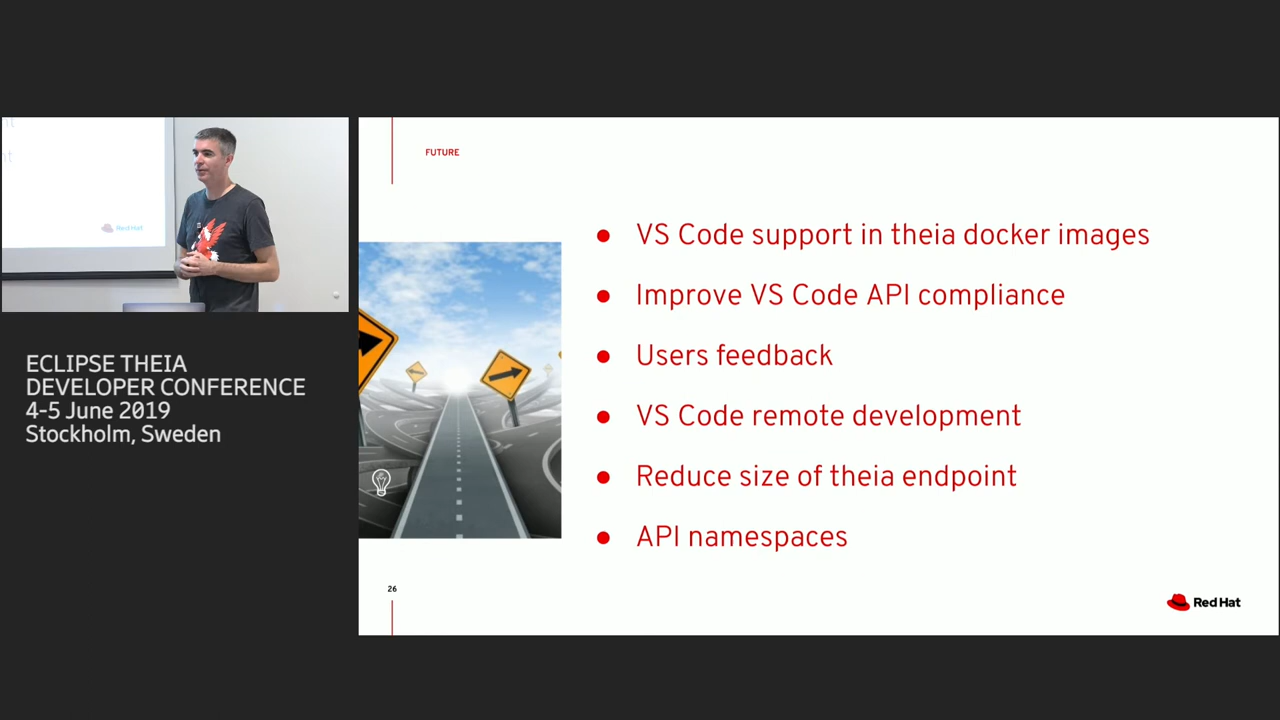 Red Hat
ECLIPSE THEIA
DEVELOPER CONFERENCE
4-5 June 2019
Stockholm, Sweden
FUTURE
● VS Code support in theia docker images
● Improve VS Code API compliance
● Users feedback
● VS Code remote development
● Reduce size of theia endpoint
● API namespaces
26
Red Hat